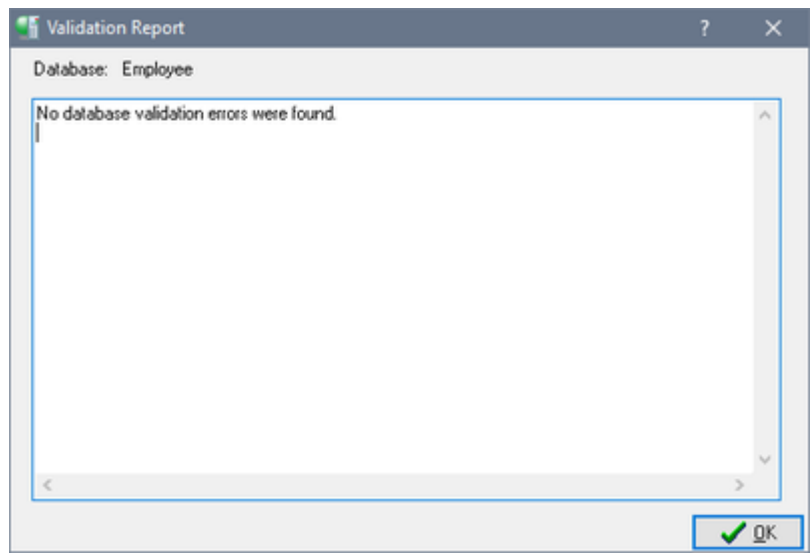 Validation Report ?
Database: Employee
No database validation errors were found.
OK